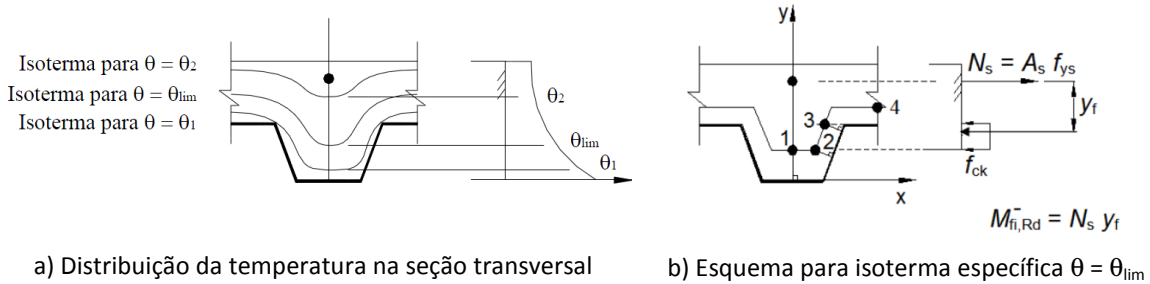 Isoterma para θ = θ2
Isoterma para θ = θlim
Isoterma para θ = θ1
θ2
θlim
θ1
a) Distribuição da temperatura na seção transversal
y
Ns = As fys
4
3
yf
1
2
fck
x
M-fi,Rd = Ns yf
b) Esquema para isoterma específica θ = θlim